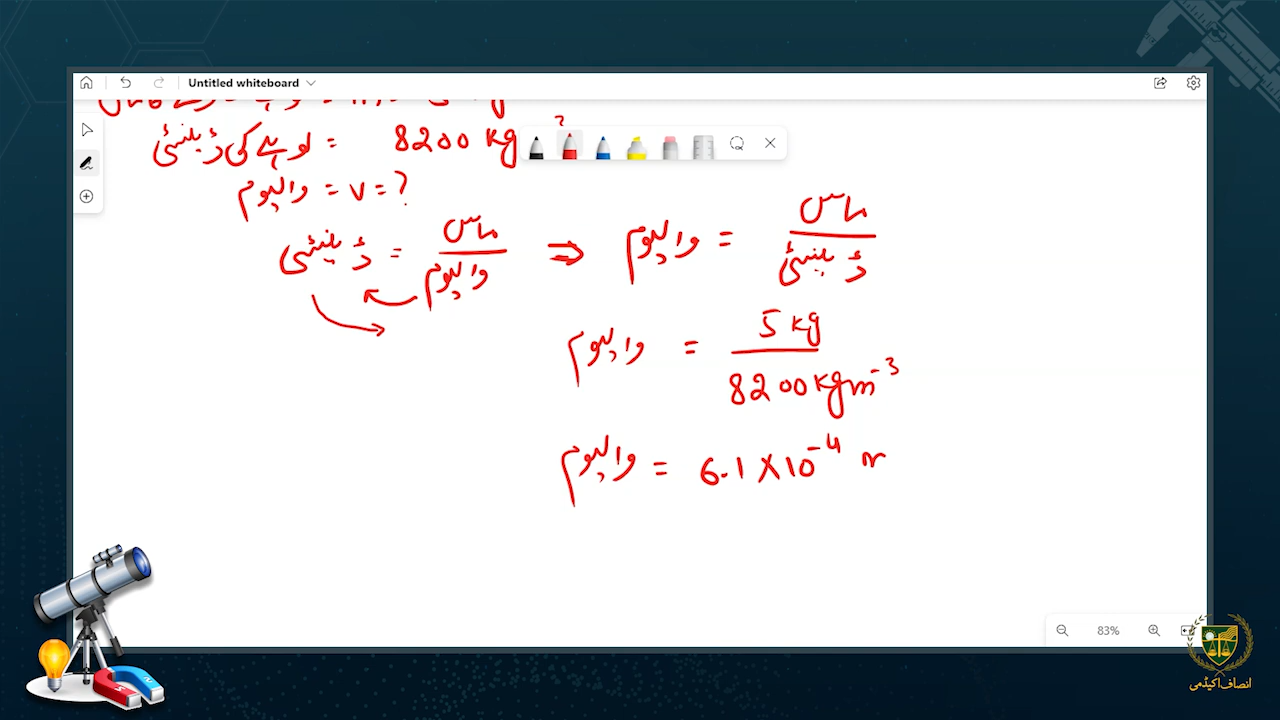 Untitled whiteboard
لوہے کی ڈینسٹی = 8200 kg
والیوم = v = ?
ڈینسٹی = ماس / والیوم ⇒ والیوم = ماس / ڈینسٹی
والیوم = 5 kg / 8200 kg m⁻³
والیوم = 6.1 × 10⁻⁴ m
83%
انصاف اکیڈمی